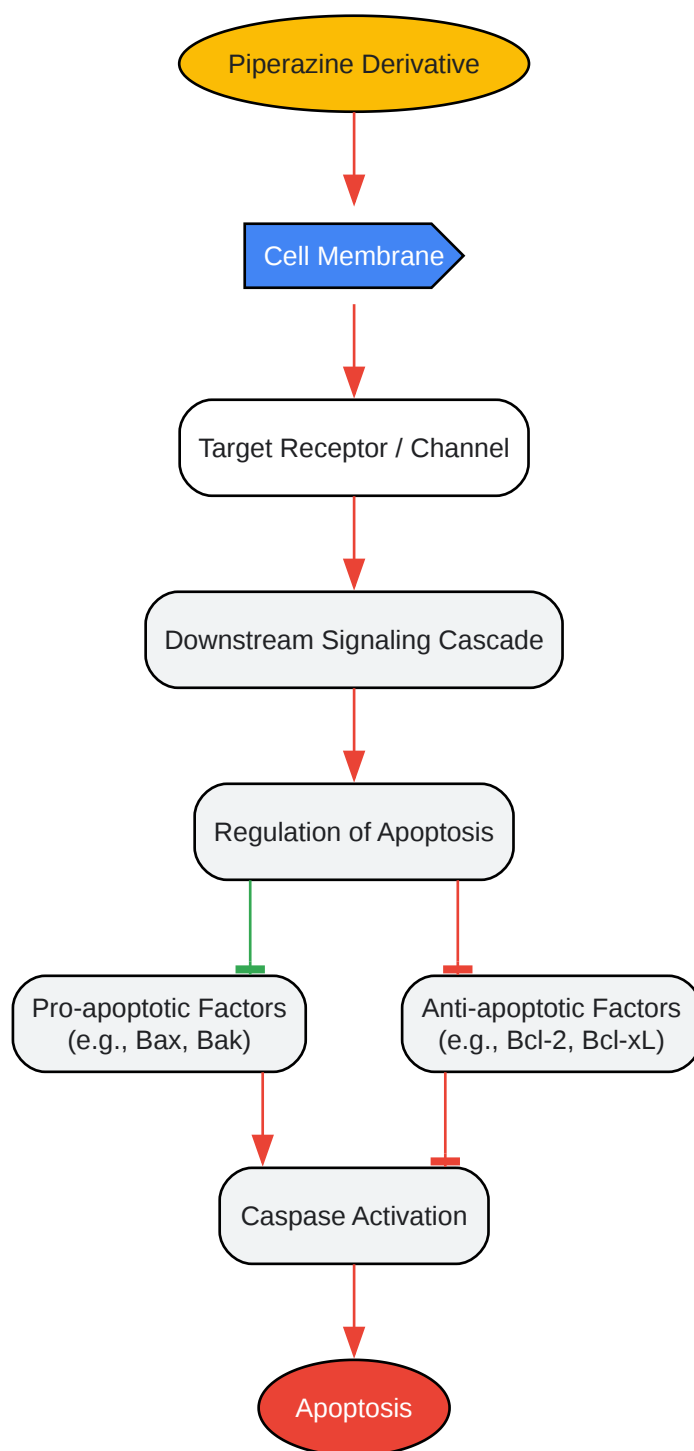 Piperazine Derivative
Cell Membrane
Target Receptor / Channel
Downstream Signaling Cascade
Regulation of Apoptosis
Pro-apoptotic Factors
(e.g., Bax, Bak)
Anti-apoptotic Factors
(e.g., Bcl-2, Bcl-xL)
Caspase Activation
Apoptosis